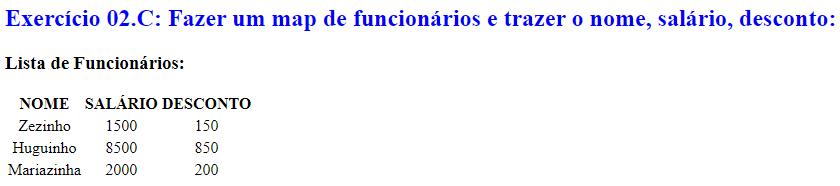 Exercício 02.C: Fazer um map de funcionários e trazer o nome, salário, desconto:
Lista de Funcionários:
NOME SALÁRIO DESCONTO
Zezinho 1500 150
Huguinho 8500 850
Mariazinha 2000 200